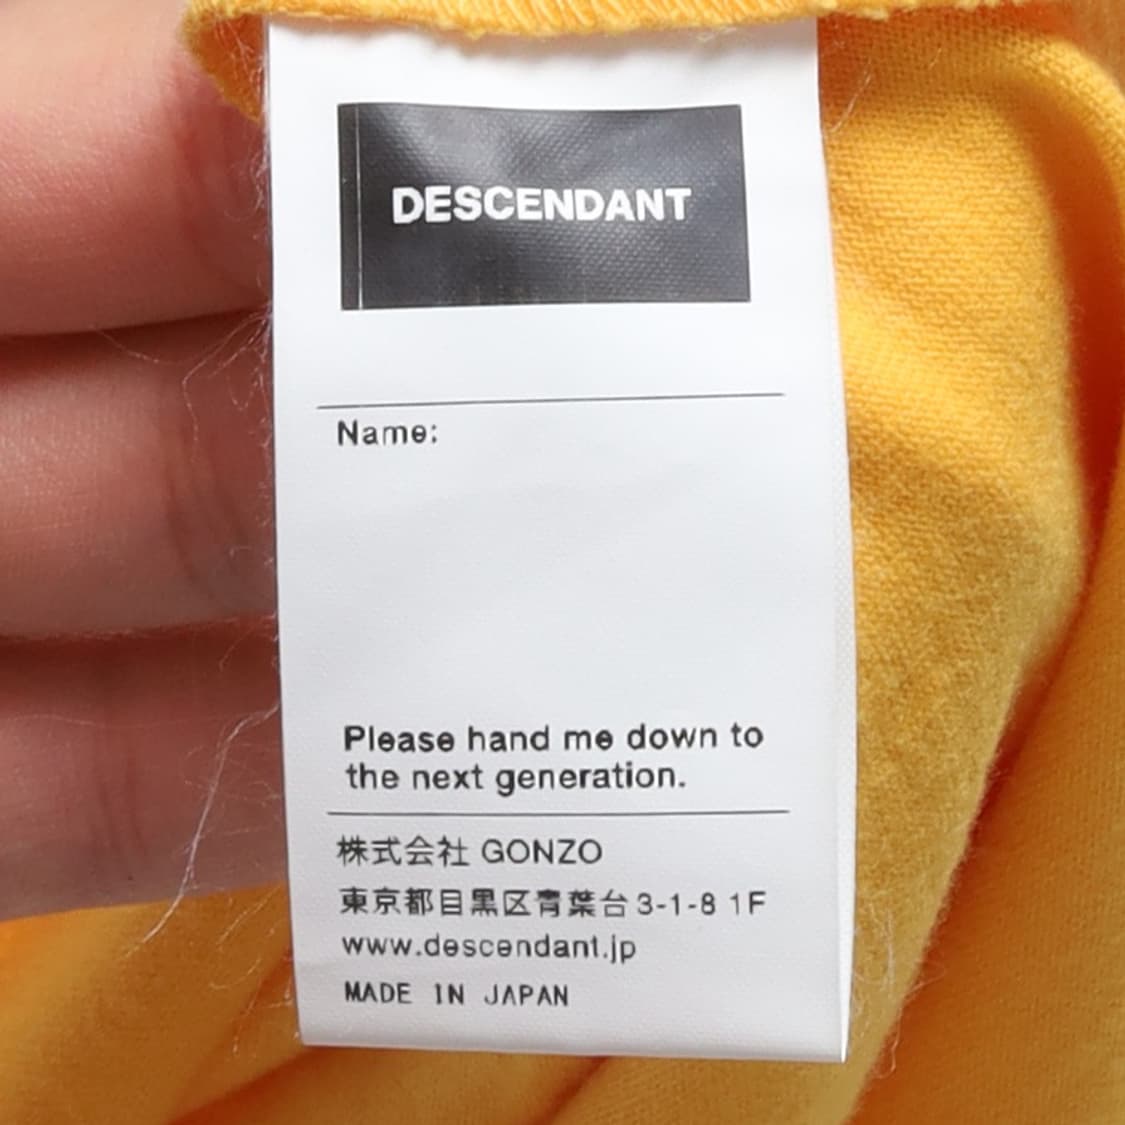 DESCENDANT
Name:
Please hand me down to
the next generation.
株式会社 GONZO
東京都目黒区青葉台 3-1-8 1F
www.descendant.jp
MADE IN JAPAN